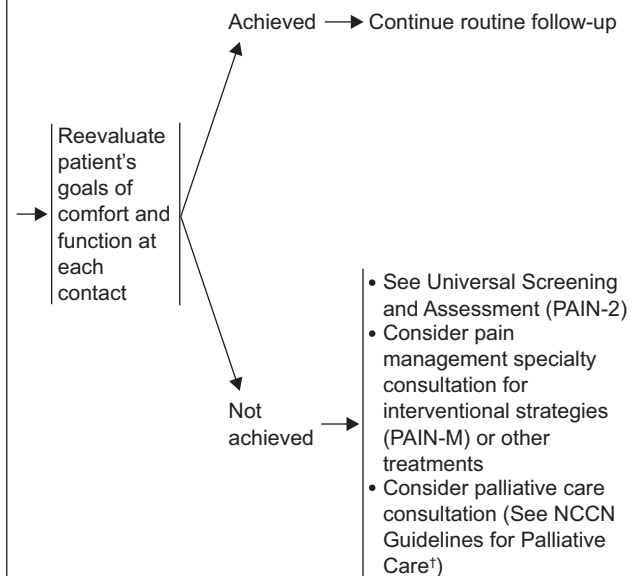 Achieved → Continue routine follow-up
Reevaluate
patient's
goals of
comfort and
function at
each
contact
Not
achieved
• See Universal Screening
and Assessment (PAIN-2)
• Consider pain
management specialty
consultation for
interventional strategies
(PAIN-M) or other
treatments
• Consider palliative care
consultation (See NCCN
Guidelines for Palliative
Care†)